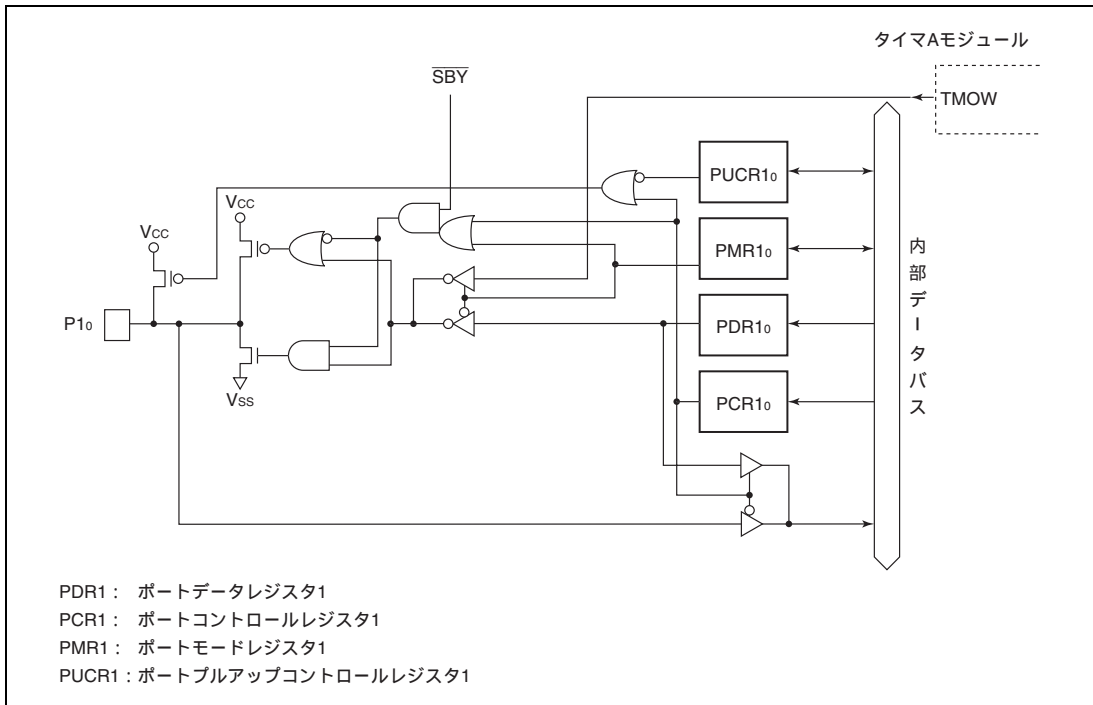 タイマAモジュール
SBY
TMOW
PUCR10
VCC
VCC
PMR10
内部データバス
P10
PDR10
VSS
PCR10
PDR1： ポートデータレジスタ1
PCR1： ポートコントロールレジスタ1
PMR1： ポートモードレジスタ1
PUCR1：ポートプルアップコントロールレジスタ1